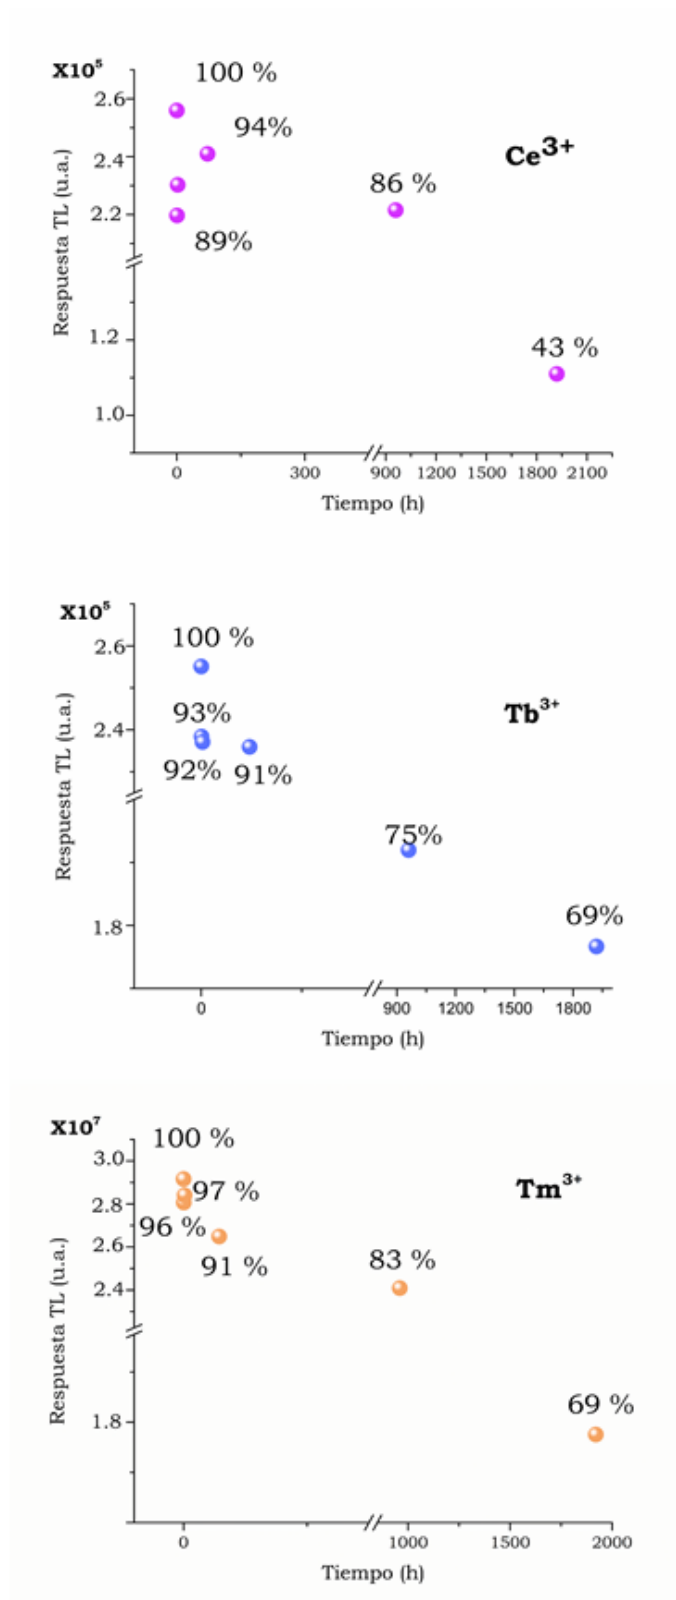 X10⁵
100 %
2.6
94%
Ce³⁺
2.4
86 %
2.2
89%
Respuesta TL (u.a.)
1.2
43 %
1.0
0 300 900 1200 1500 1800 2100
Tiempo (h)
X10⁵
100 %
2.6
93%
Tb³⁺
2.4
92% 91%
Respuesta TL (u.a.)
75%
69%
1.8
0 900 1200 1500 1800
Tiempo (h)
X10⁷
100 %
3.0
97 %
Tm³⁺
2.8
96 %
2.6
91 %
83 %
2.4
Respuesta TL (u.a.)
69 %
1.8
0 1000 1500 2000
Tiempo (h)